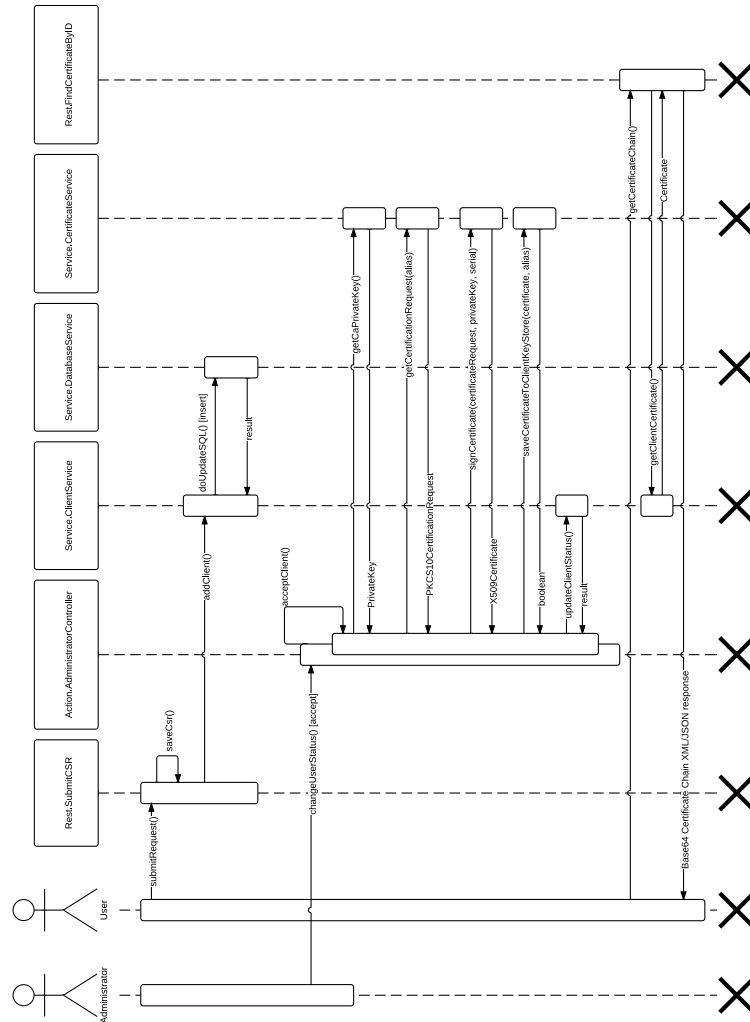 Administrator
User
Rest.SubmitCSR
Action.AdministratorController
Service.ClientService
Service.DatabaseService
Service.CertificateService
Rest.FindCertificateByID
submitRequest()
saveCsr()
addClient()
doUpdateSQL() [insert]
result
changeUserStatus() [accept]
acceptClient()
getCaPrivateKey()
PrivateKey
getCertificationRequest(alias)
PKCS10CertificationRequest
signCertificate(certificateRequest, privateKey, serial)
X509Certificate
saveCertificateToClientKeyStore(certificate, alias)
boolean
updateClientStatus()
result
getCertificateChain()
getClientCertificate()
Certificate
Base64 Certificate Chain XML/JSON response